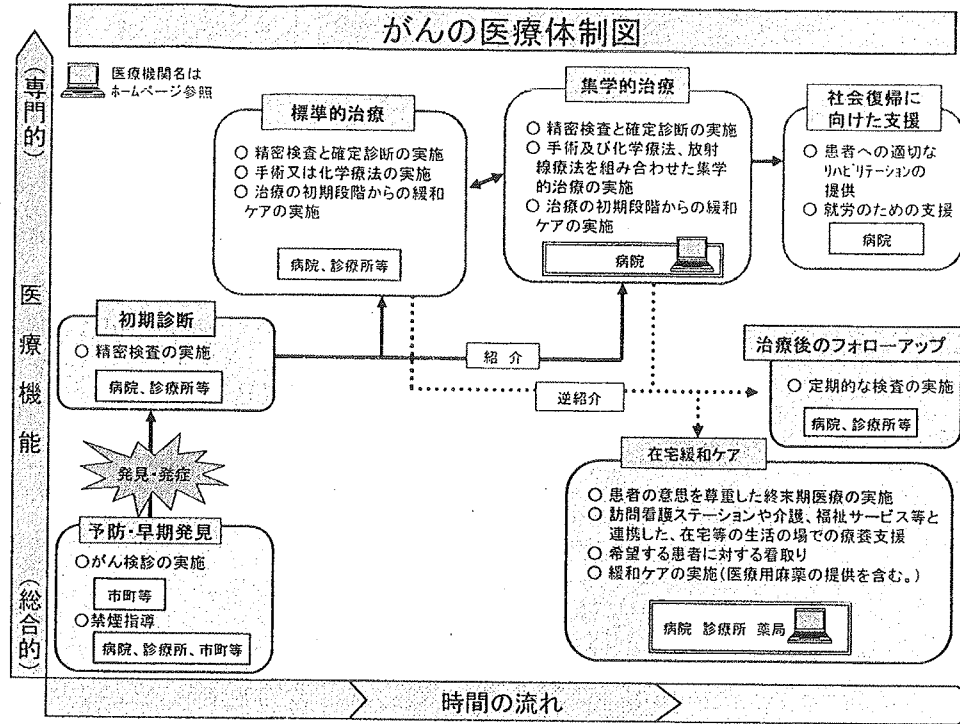 がんの医療体制図
医療機関名は
ホームページ参照
(専門的)
医療機能
(総合的)
標準的治療
○ 精密検査と確定診断の実施
○ 手術又は化学療法の実施
○ 治療の初期段階からの緩和
ケアの実施
病院、診療所等
集学的治療
○ 精密検査と確定診断の実施
○ 手術及び化学療法、放射
線療法を組み合わせた集学
的治療の実施
○ 治療の初期段階からの緩和
ケアの実施
病院
社会復帰に
向けた支援
○ 患者への適切な
リハビリテーションの
提供
○ 就労のための支援
病院
初期診断
○ 精密検査の実施
病院、診療所等
紹 介
逆紹介
治療後のフォローアップ
○ 定期的な検査の実施
病院、診療所等
発見・発症
予防・早期発見
○がん検診の実施
市町等
○禁煙指導
病院、診療所、市町等
在宅緩和ケア
○ 患者の意思を尊重した終末期医療の実施
○ 訪問看護ステーションや介護、福祉サービス等と
連携した、在宅等の生活の場での療養支援
○ 希望する患者に対する看取り
○ 緩和ケアの実施(医療用麻薬の提供を含む。)
病院 診療所 薬局
時間の流れ